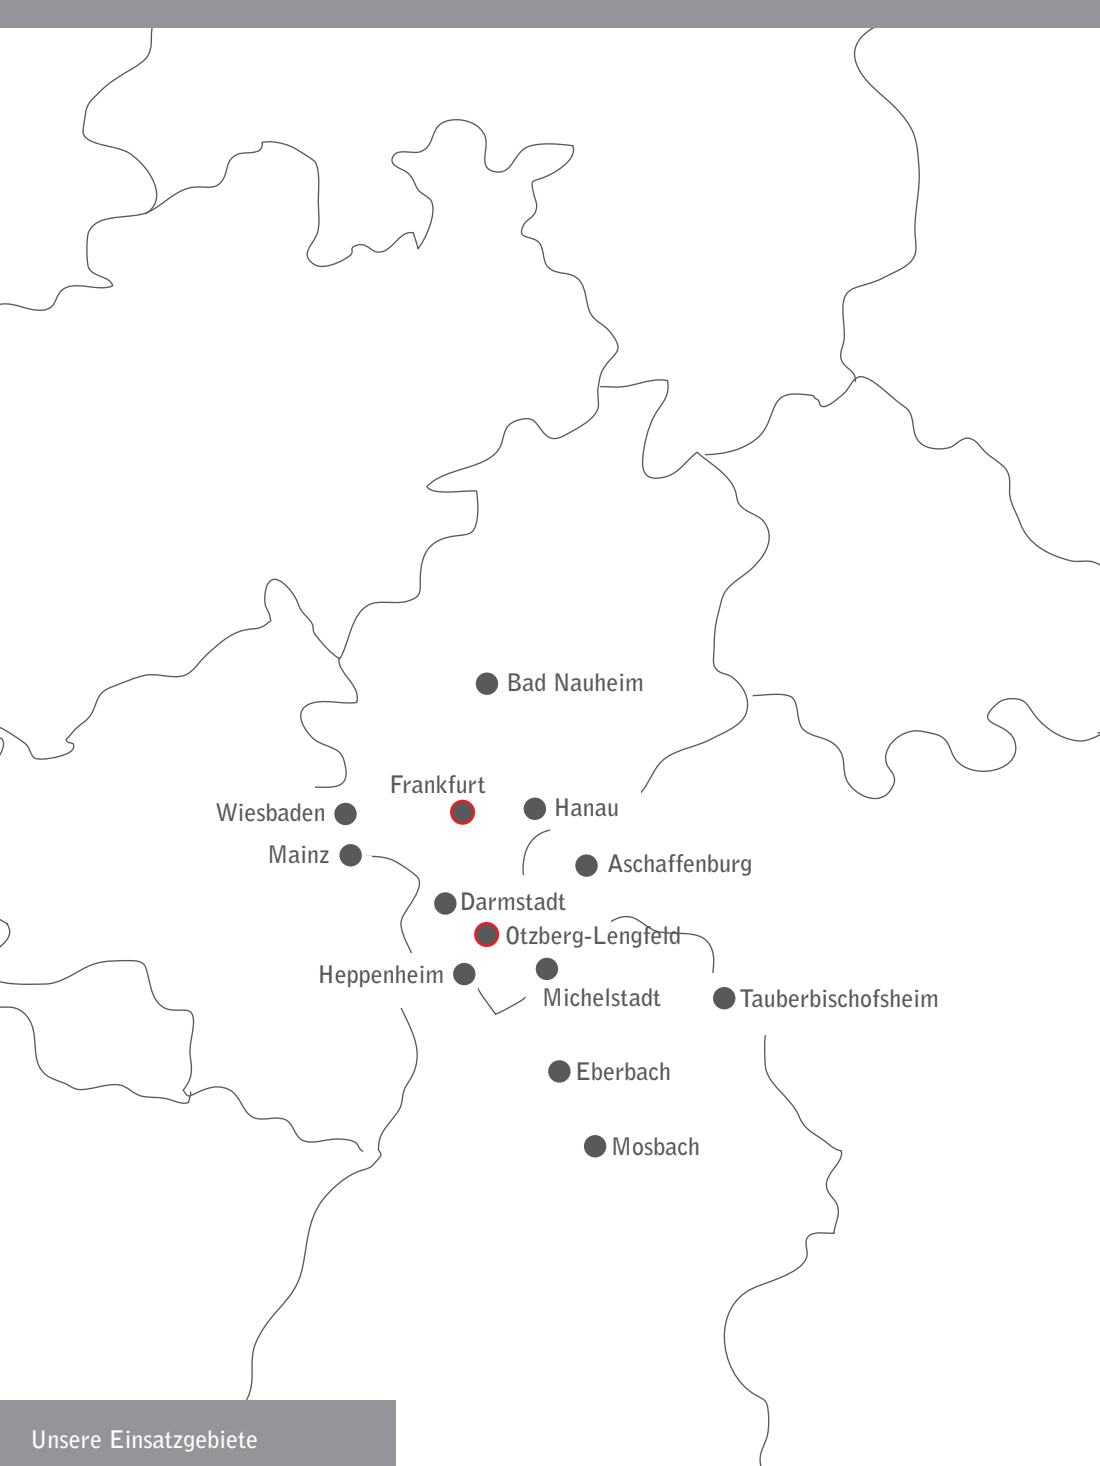 Bad Nauheim
Frankfurt
Wiesbaden
Hanau
Mainz
Aschaffenburg
Darmstadt
Otzberg-Lengfeld
Heppenheim
Michelstadt
Tauberbischofsheim
Eberbach
Mosbach
Unsere Einsatzgebiete